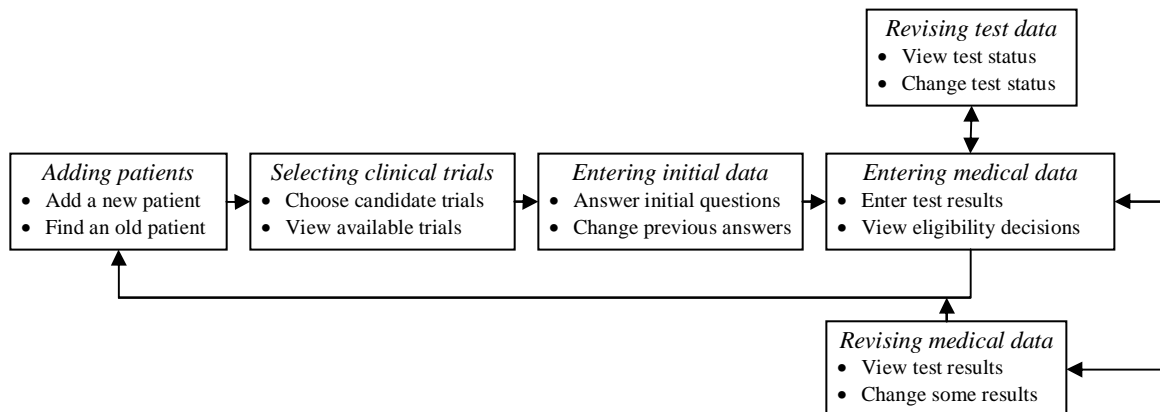 Revising test data
• View test status
• Change test status
Adding patients
• Add a new patient
• Find an old patient
Selecting clinical trials
• Choose candidate trials
• View available trials
Entering initial data
• Answer initial questions
• Change previous answers
Entering medical data
• Enter test results
• View eligibility decisions
Revising medical data
• View test results
• Change some results